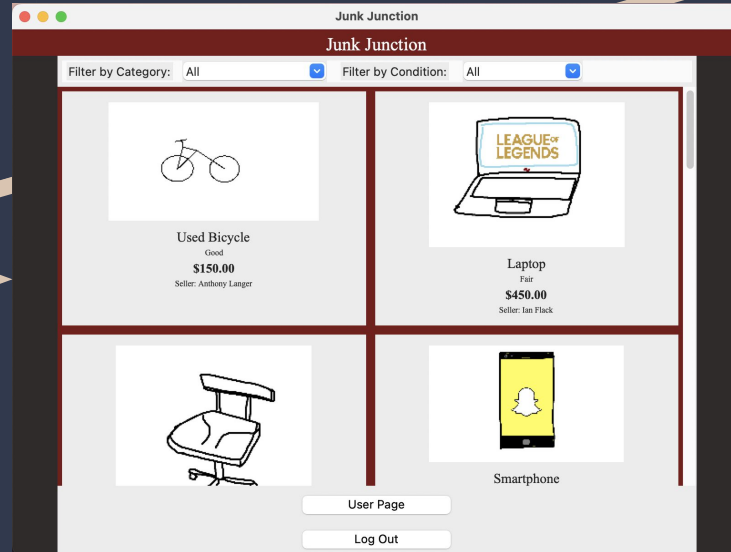 Junk Junction
Junk Junction
Filter by Category: All Filter by Condition: All
LEAGUE OF
LEGENDS
Used Bicycle
Good
$150.00
Seller: Anthony Langer
Laptop
Fair
$450.00
Seller: Ian Flack
Smartphone
User Page
Log Out